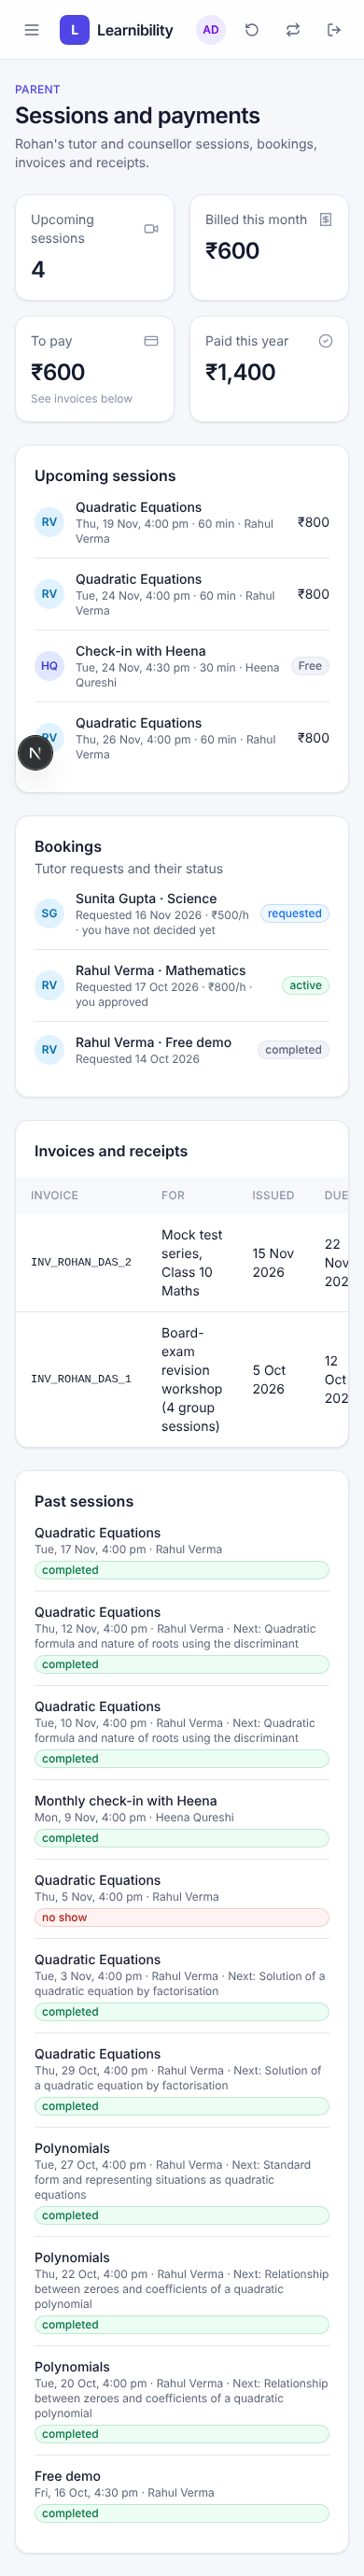 L Learnibility AD
PARENT
Sessions and payments
Rohan's tutor and counsellor sessions, bookings,
invoices and receipts.
Upcoming
sessions
4
Billed this month
₹600
To pay
₹600
See invoices below
Paid this year
₹1,400
Upcoming sessions
RV
Quadratic Equations
Thu, 19 Nov, 4:00 pm · 60 min · Rahul
Verma
₹800
RV
Quadratic Equations
Tue, 24 Nov, 4:00 pm · 60 min · Rahul
Verma
₹800
HQ
Check-in with Heena
Tue, 24 Nov, 4:30 pm · 30 min · Heena
Qureshi
Free
RV
Quadratic Equations
Thu, 26 Nov, 4:00 pm · 60 min · Rahul
Verma
₹800
N
Bookings
Tutor requests and their status
SG
Sunita Gupta · Science
Requested 16 Nov 2026 · ₹500/h
· you have not decided yet
requested
RV
Rahul Verma · Mathematics
Requested 17 Oct 2026 · ₹800/h ·
you approved
active
RV
Rahul Verma · Free demo
Requested 14 Oct 2026
completed
Invoices and receipts
INVOICE FOR ISSUED DUE
INV_ROHAN_DAS_2
Mock test
series,
Class 10
Maths
15 Nov
2026
22
Nov
202
INV_ROHAN_DAS_1
Board-
exam
revision
workshop
(4 group
sessions)
5 Oct
2026
12
Oct
202
Past sessions
Quadratic Equations
Tue, 17 Nov, 4:00 pm · Rahul Verma
completed
Quadratic Equations
Thu, 12 Nov, 4:00 pm · Rahul Verma · Next: Quadratic
formula and nature of roots using the discriminant
completed
Quadratic Equations
Tue, 10 Nov, 4:00 pm · Rahul Verma · Next: Quadratic
formula and nature of roots using the discriminant
completed
Monthly check-in with Heena
Mon, 9 Nov, 4:00 pm · Heena Qureshi
completed
Quadratic Equations
Thu, 5 Nov, 4:00 pm · Rahul Verma
no show
Quadratic Equations
Tue, 3 Nov, 4:00 pm · Rahul Verma · Next: Solution of a
quadratic equation by factorisation
completed
Quadratic Equations
Thu, 29 Oct, 4:00 pm · Rahul Verma · Next: Solution of
a quadratic equation by factorisation
completed
Polynomials
Tue, 27 Oct, 4:00 pm · Rahul Verma · Next: Standard
form and representing situations as quadratic
equations
completed
Polynomials
Thu, 22 Oct, 4:00 pm · Rahul Verma · Next: Relationship
between zeroes and coefficients of a quadratic
polynomial
completed
Polynomials
Tue, 20 Oct, 4:00 pm · Rahul Verma · Next: Relationship
between zeroes and coefficients of a quadratic
polynomial
completed
Free demo
Fri, 16 Oct, 4:30 pm · Rahul Verma
completed